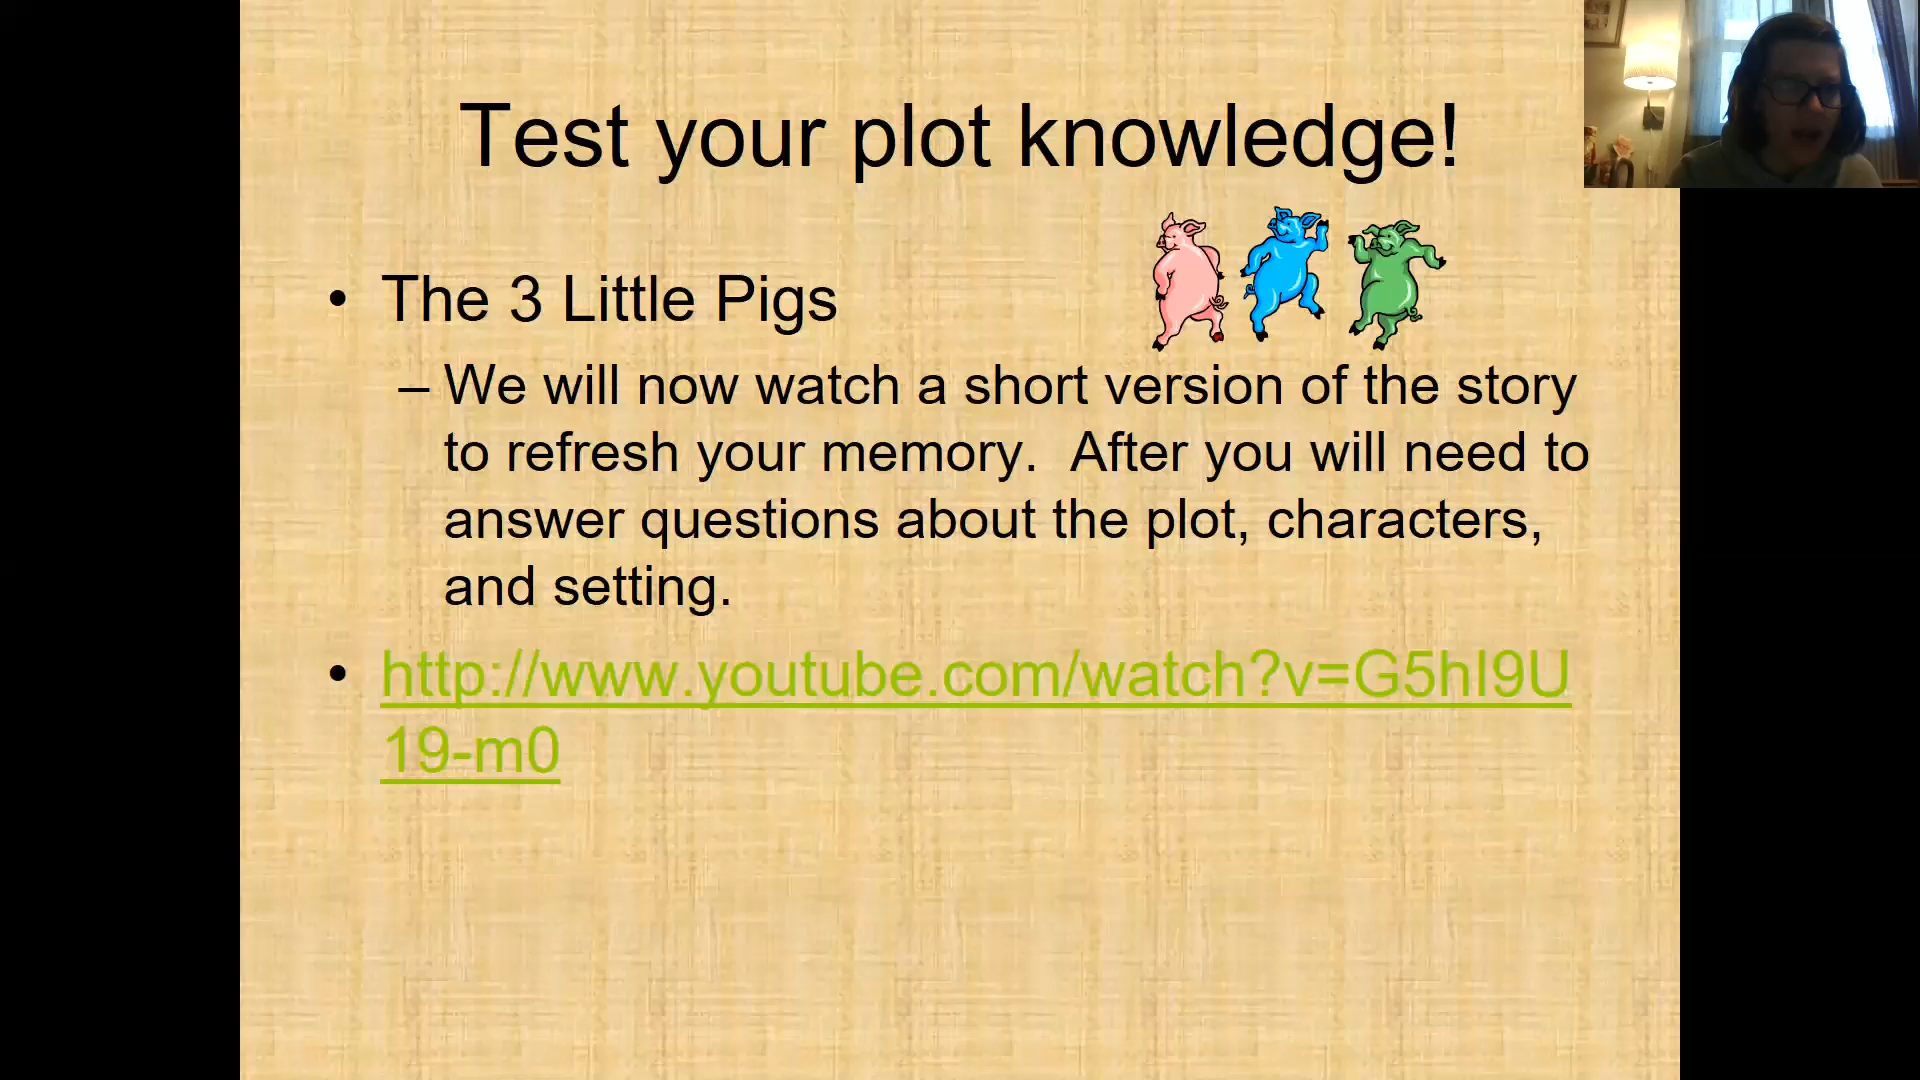 Test your plot knowledge!
• The 3 Little Pigs
– We will now watch a short version of the story
to refresh your memory.  After you will need to
answer questions about the plot, characters,
and setting.
• http://www.youtube.com/watch?v=G5hI9U
19-m0